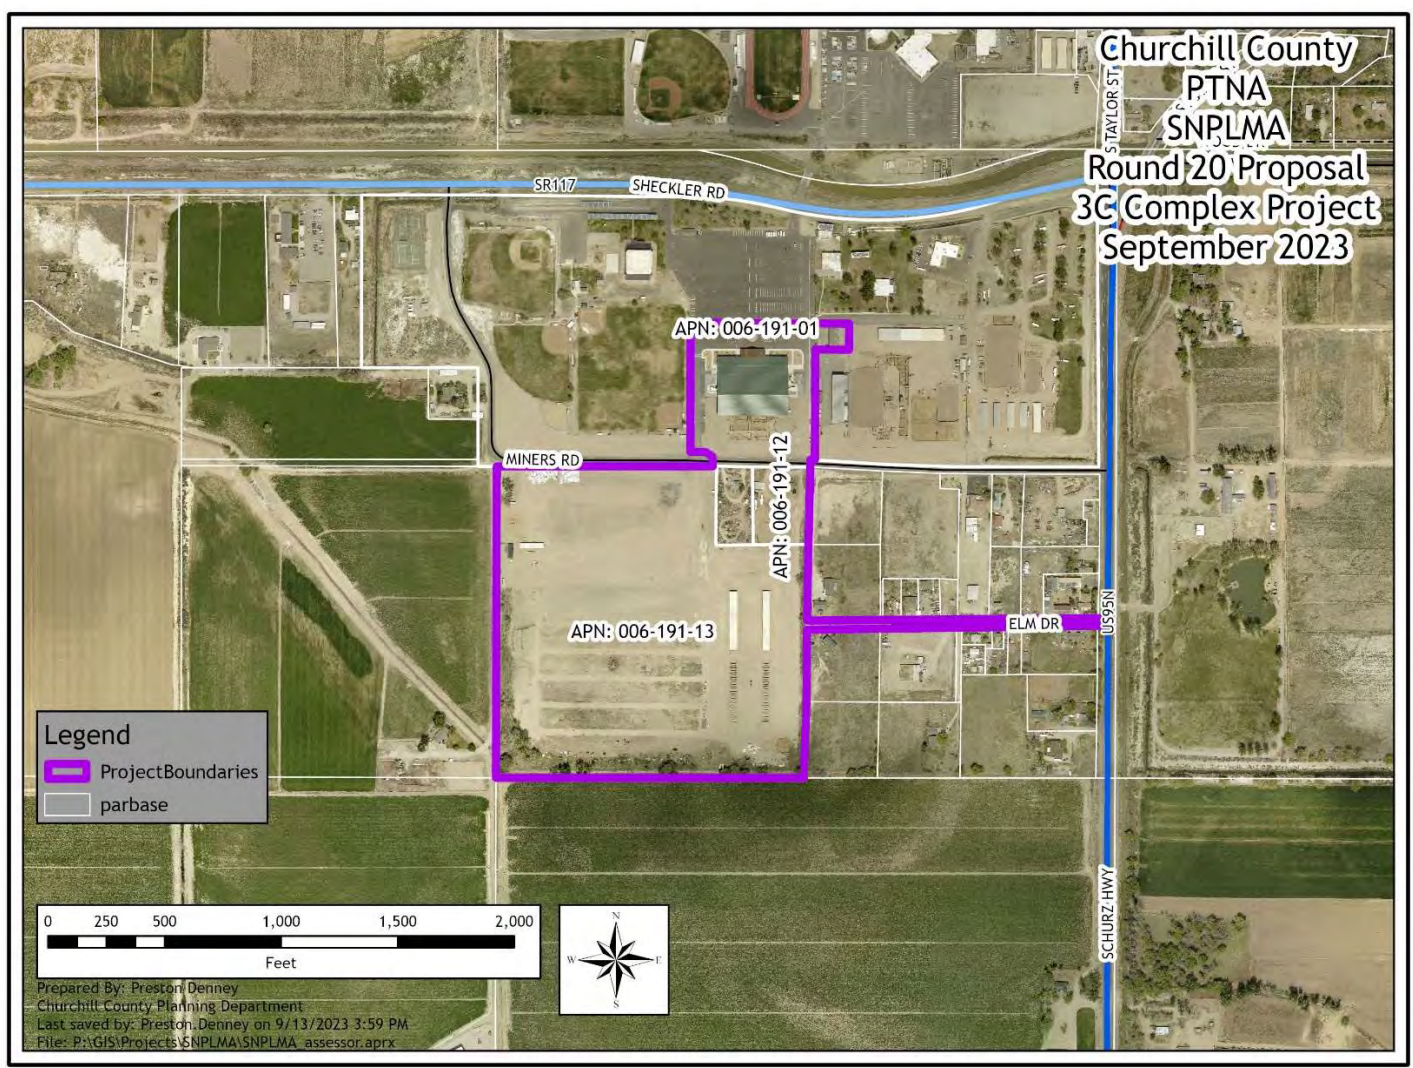 Churchill County
PTNA
SNPLMA
Round 20 Proposal
3C Complex Project
September 2023
S TAYLOR ST
SR117
SHECKLER RD
APN: 006-191-01
MINERS RD
APN: 006-191-12
APN: 006-191-13
ELM DR
US95N
SCHURZ HWY
Legend
ProjectBoundaries
parbase
0 250 500 1,000 1,500 2,000
Feet
N
W E
S
Prepared By: Preston Denney
Churchill County Planning Department
Last saved by: Preston.Denney on 9/13/2023 3:59 PM
File: P:\GIS\Projects\SNPLMA\SNPLMA_assessor.aprx